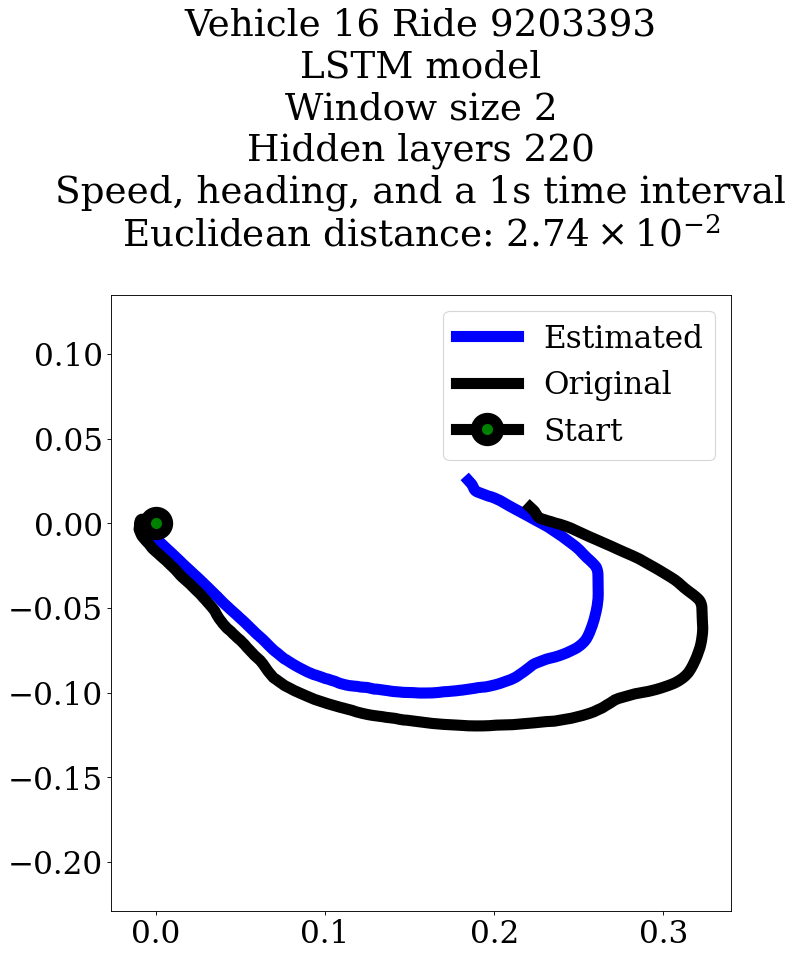 Vehicle 16 Ride 9203393
LSTM model
Window size 2
Hidden layers 220
Speed, heading, and a 1s time interval
Euclidean distance: 2.74 × 10⁻²
Estimated
Original
Start
0.10
0.05
0.00
−0.05
−0.10
−0.15
−0.20
0.0 0.1 0.2 0.3